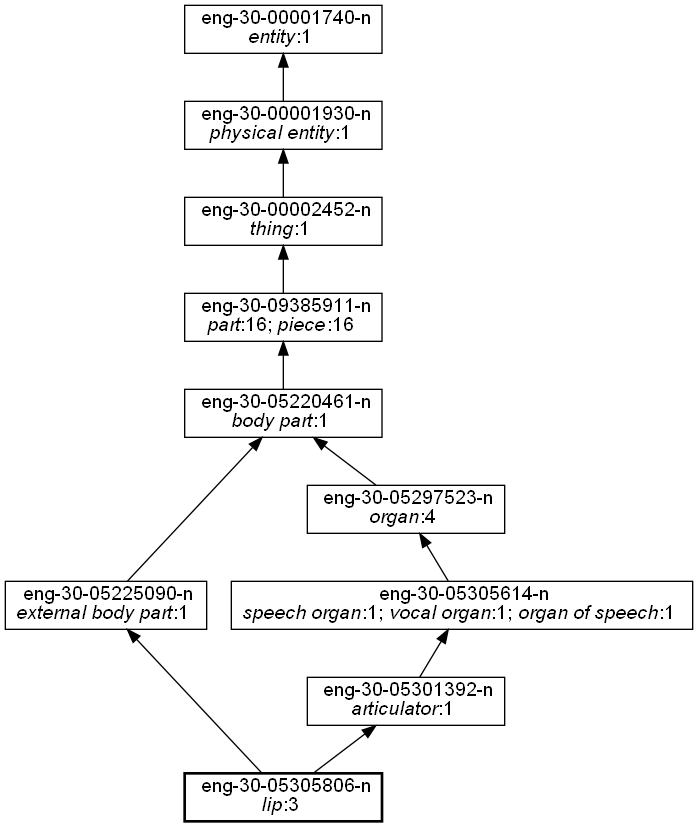 eng-30-00001740-n
entity:1
eng-30-00001930-n
physical entity:1
eng-30-00002452-n
thing:1
eng-30-09385911-n
part:16; piece:16
eng-30-05220461-n
body part:1
eng-30-05297523-n
organ:4
eng-30-05225090-n
external body part:1
eng-30-05305614-n
speech organ:1; vocal organ:1; organ of speech:1
eng-30-05301392-n
articulator:1
eng-30-05305806-n
lip:3